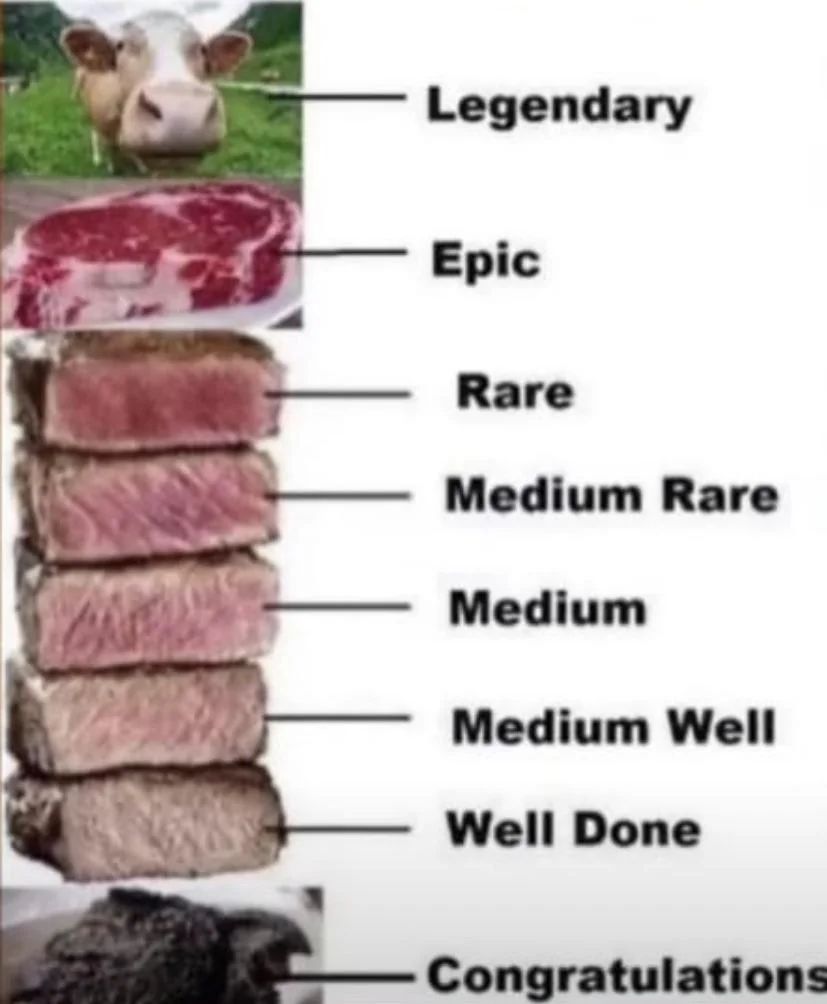 Legendary
Epic
Rare
Medium Rare
Medium
Medium Well
Well Done
Congratulations